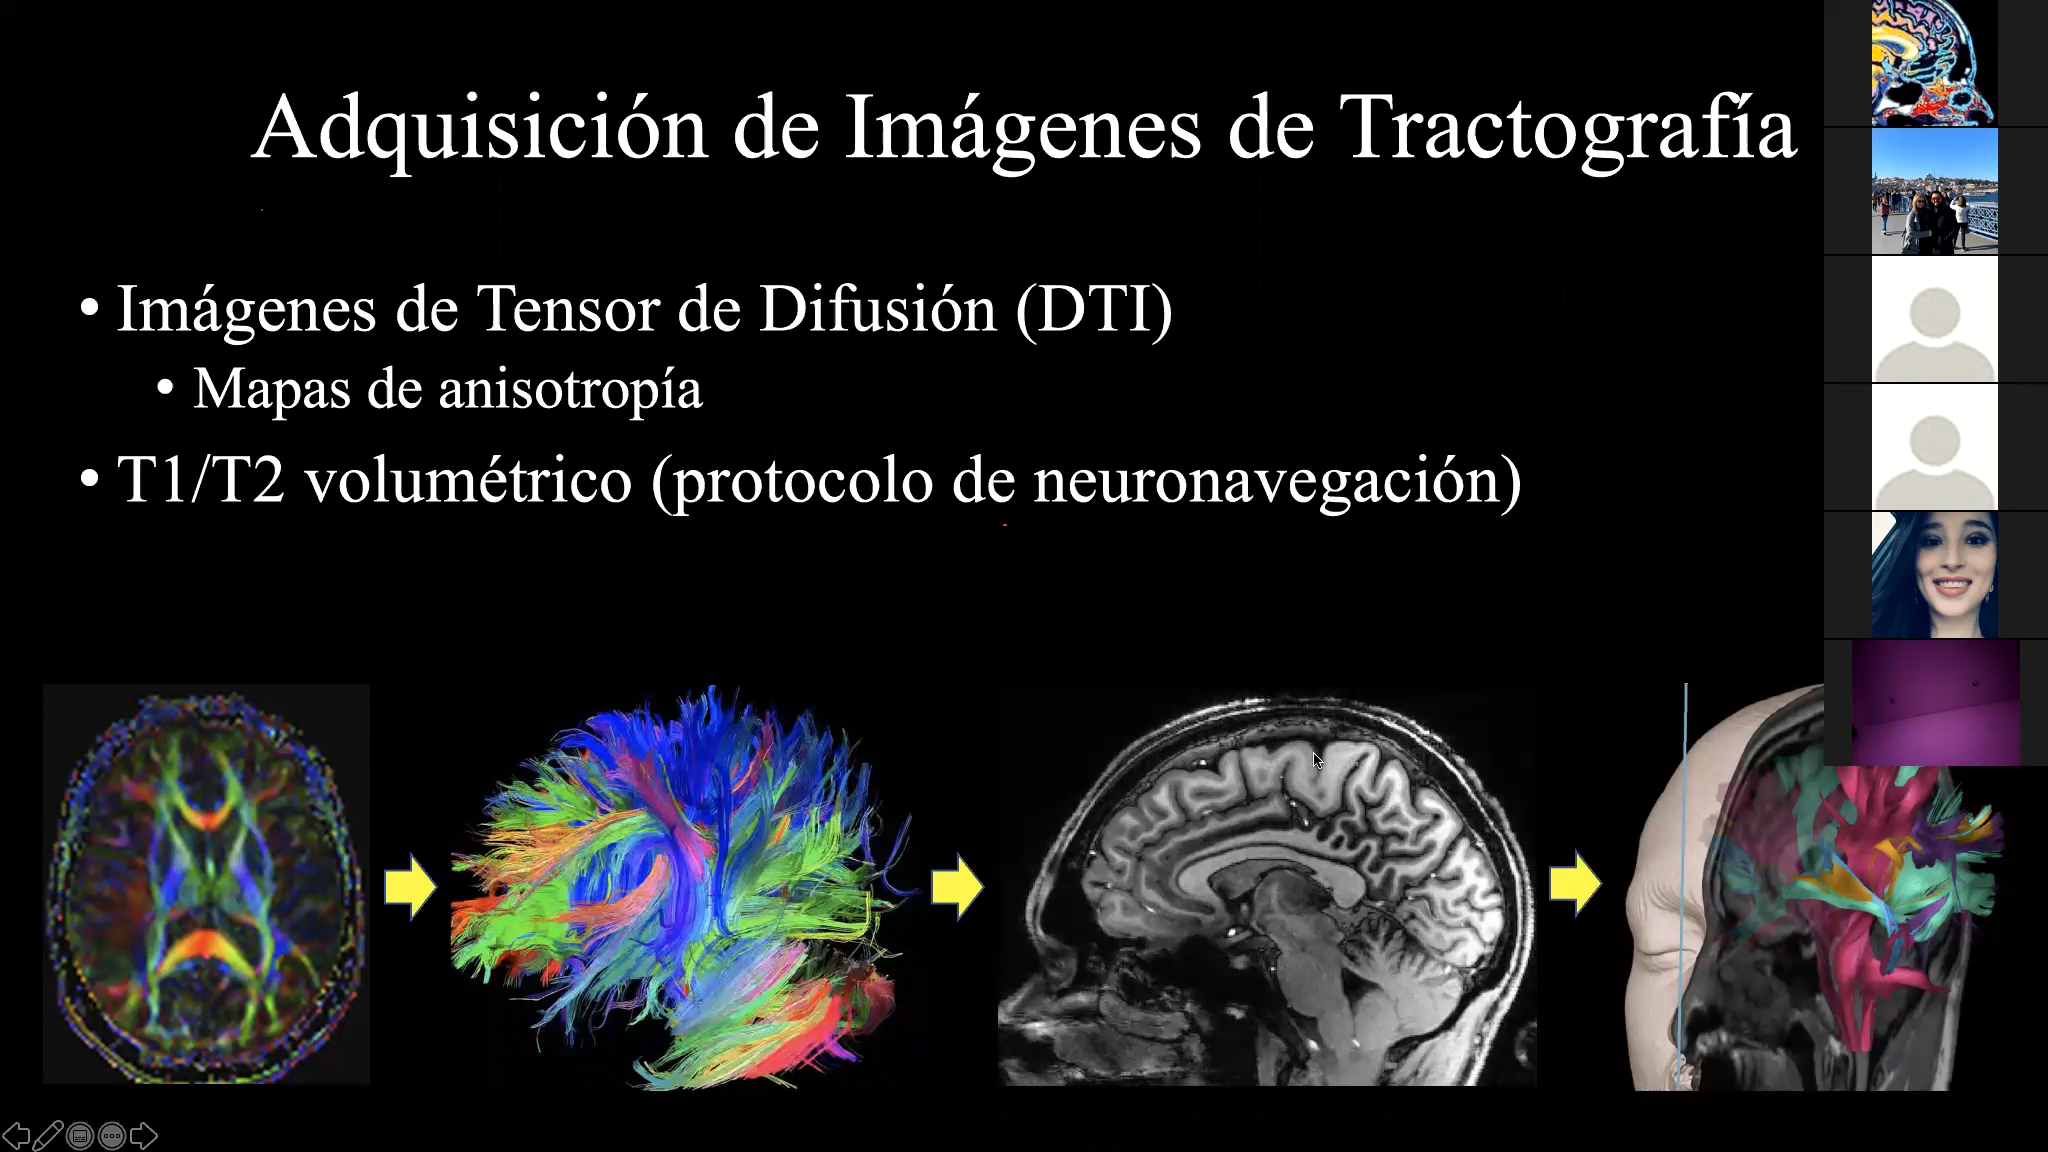 Adquisición de Imágenes de Tractografía
• Imágenes de Tensor de Difusión (DTI)
• Mapas de anisotropía
• T1/T2 volumétrico (protocolo de neuronavegación)